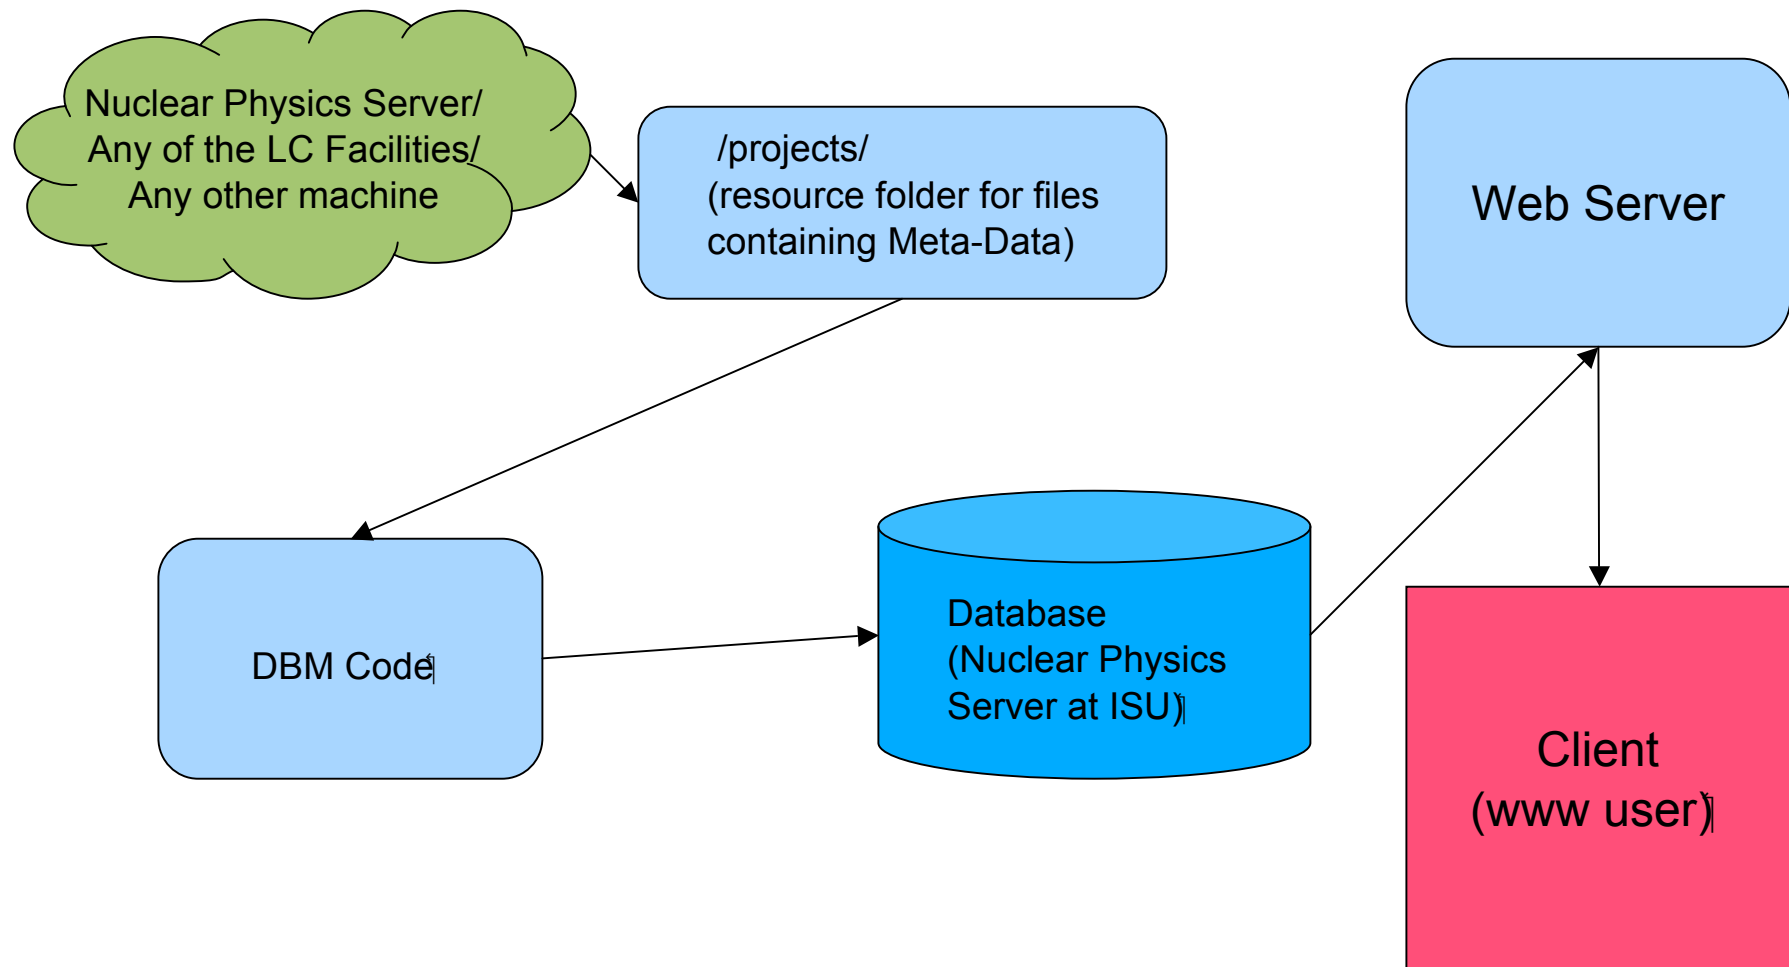 Nuclear Physics Server/
Any of the LC Facilities/
Any other machine
/projects/
(resource folder for files
containing Meta-Data)
Web Server
DBM Code
Database
(Nuclear Physics
Server at ISU)
Client
(www user)